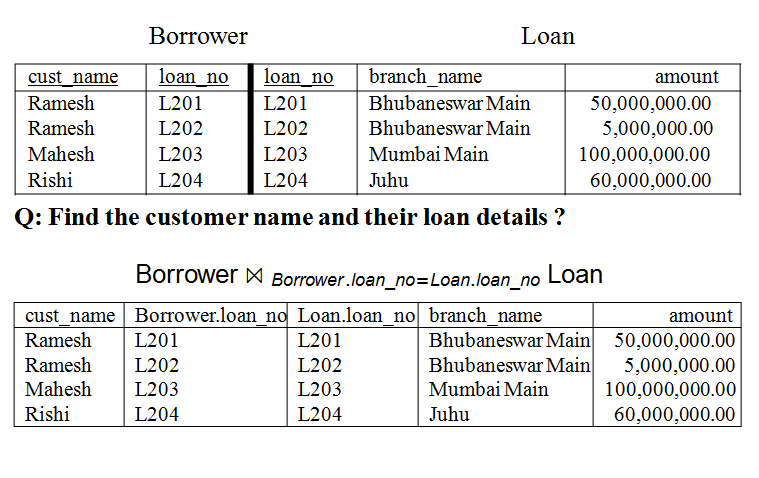 Borrower Loan
cust_name loan_no loan_no branch_name amount
Ramesh L201 L201 Bhubaneswar Main 50,000,000.00
Ramesh L202 L202 Bhubaneswar Main 5,000,000.00
Mahesh L203 L203 Mumbai Main 100,000,000.00
Rishi L204 L204 Juhu 60,000,000.00
Q: Find the customer name and their loan details ?
Borrower ⋈ Borrower.loan_no=Loan.loan_no Loan
cust_name Borrower.loan_no Loan.loan_no branch_name amount
Ramesh L201 L201 Bhubaneswar Main 50,000,000.00
Ramesh L202 L202 Bhubaneswar Main 5,000,000.00
Mahesh L203 L203 Mumbai Main 100,000,000.00
Rishi L204 L204 Juhu 60,000,000.00